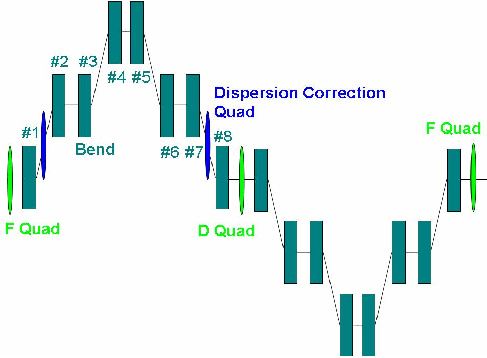 #2 #3
#4 #5
Dispersion Correction
Quad
#1
#8
F Quad
Bend
#6 #7
F Quad
D Quad